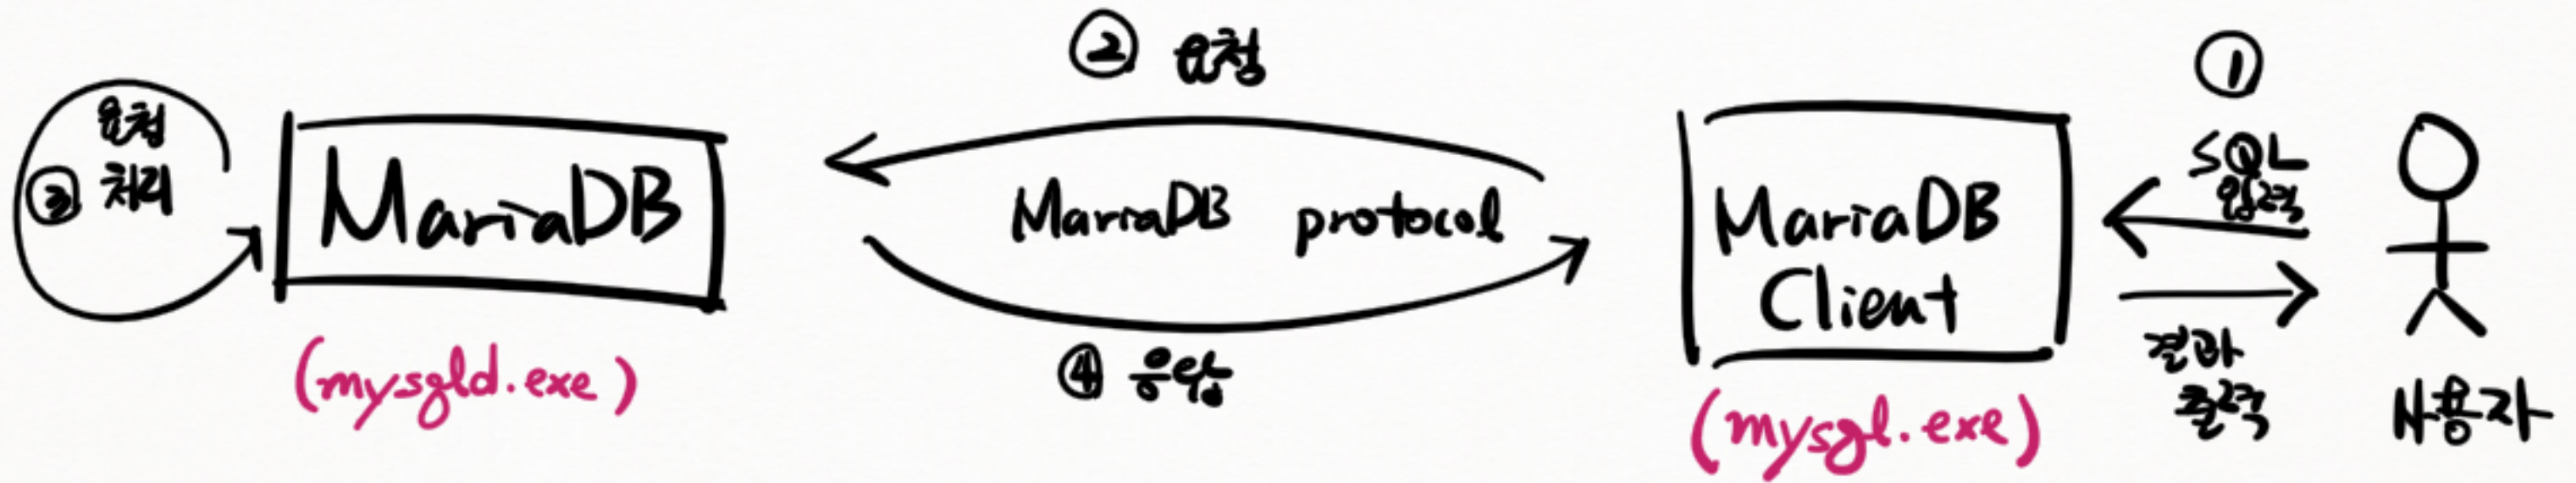 ② 요청
①
요청
③ 처리
MariaDB
MariaDB protocol
MariaDB
Client
SQL
입력
④ 응답
결과
출력
사용자
(mysqld.exe)
(mysql.exe)